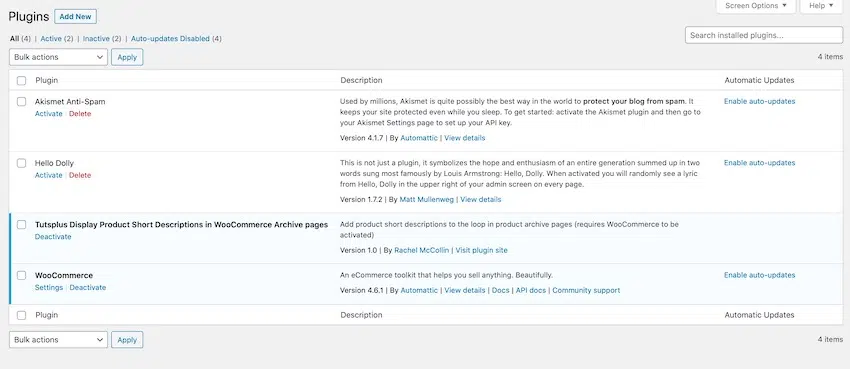 Screen Options ▼ Help ▼
Plugins Add New
All (4) | Active (2) | Inactive (2) | Auto-updates Disabled (4)
Search installed plugins...
Bulk actions Apply 4 items
Plugin Description Automatic Updates
Akismet Anti-Spam
Activate | Delete
Used by millions, Akismet is quite possibly the best way in the world to protect your blog from spam. It
keeps your site protected even while you sleep. To get started: activate the Akismet plugin and then go to
your Akismet Settings page to set up your API key.
Version 4.1.7 | By Automattic | View details
Enable auto-updates
Hello Dolly
Activate | Delete
This is not just a plugin, it symbolizes the hope and enthusiasm of an entire generation summed up in two
words sung most famously by Louis Armstrong: Hello, Dolly. When activated you will randomly see a lyric
from Hello, Dolly in the upper right of your admin screen on every page.
Version 1.7.2 | By Matt Mullenweg | View details
Enable auto-updates
Tutsplus Display Product Short Descriptions in WooCommerce Archive pages
Deactivate
Add product short descriptions to the loop in product archive pages (requires WooCommerce to be
activated)
Version 1.0 | By Rachel McCollin | Visit plugin site
WooCommerce
Settings | Deactivate
An eCommerce toolkit that helps you sell anything. Beautifully.
Version 4.6.1 | By Automattic | View details | Docs | API docs | Community support
Enable auto-updates
Plugin Description Automatic Updates
Bulk actions Apply 4 items